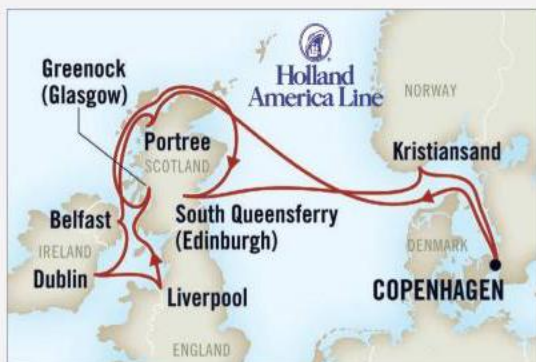 Holland
America Line
NORWAY
Greenock
(Glasgow)
Portree
SCOTLAND
Kristiansand
Belfast
South Queensferry
(Edinburgh)
DENMARK
IRELAND
Dublin
Liverpool
COPENHAGEN
ENGLAND